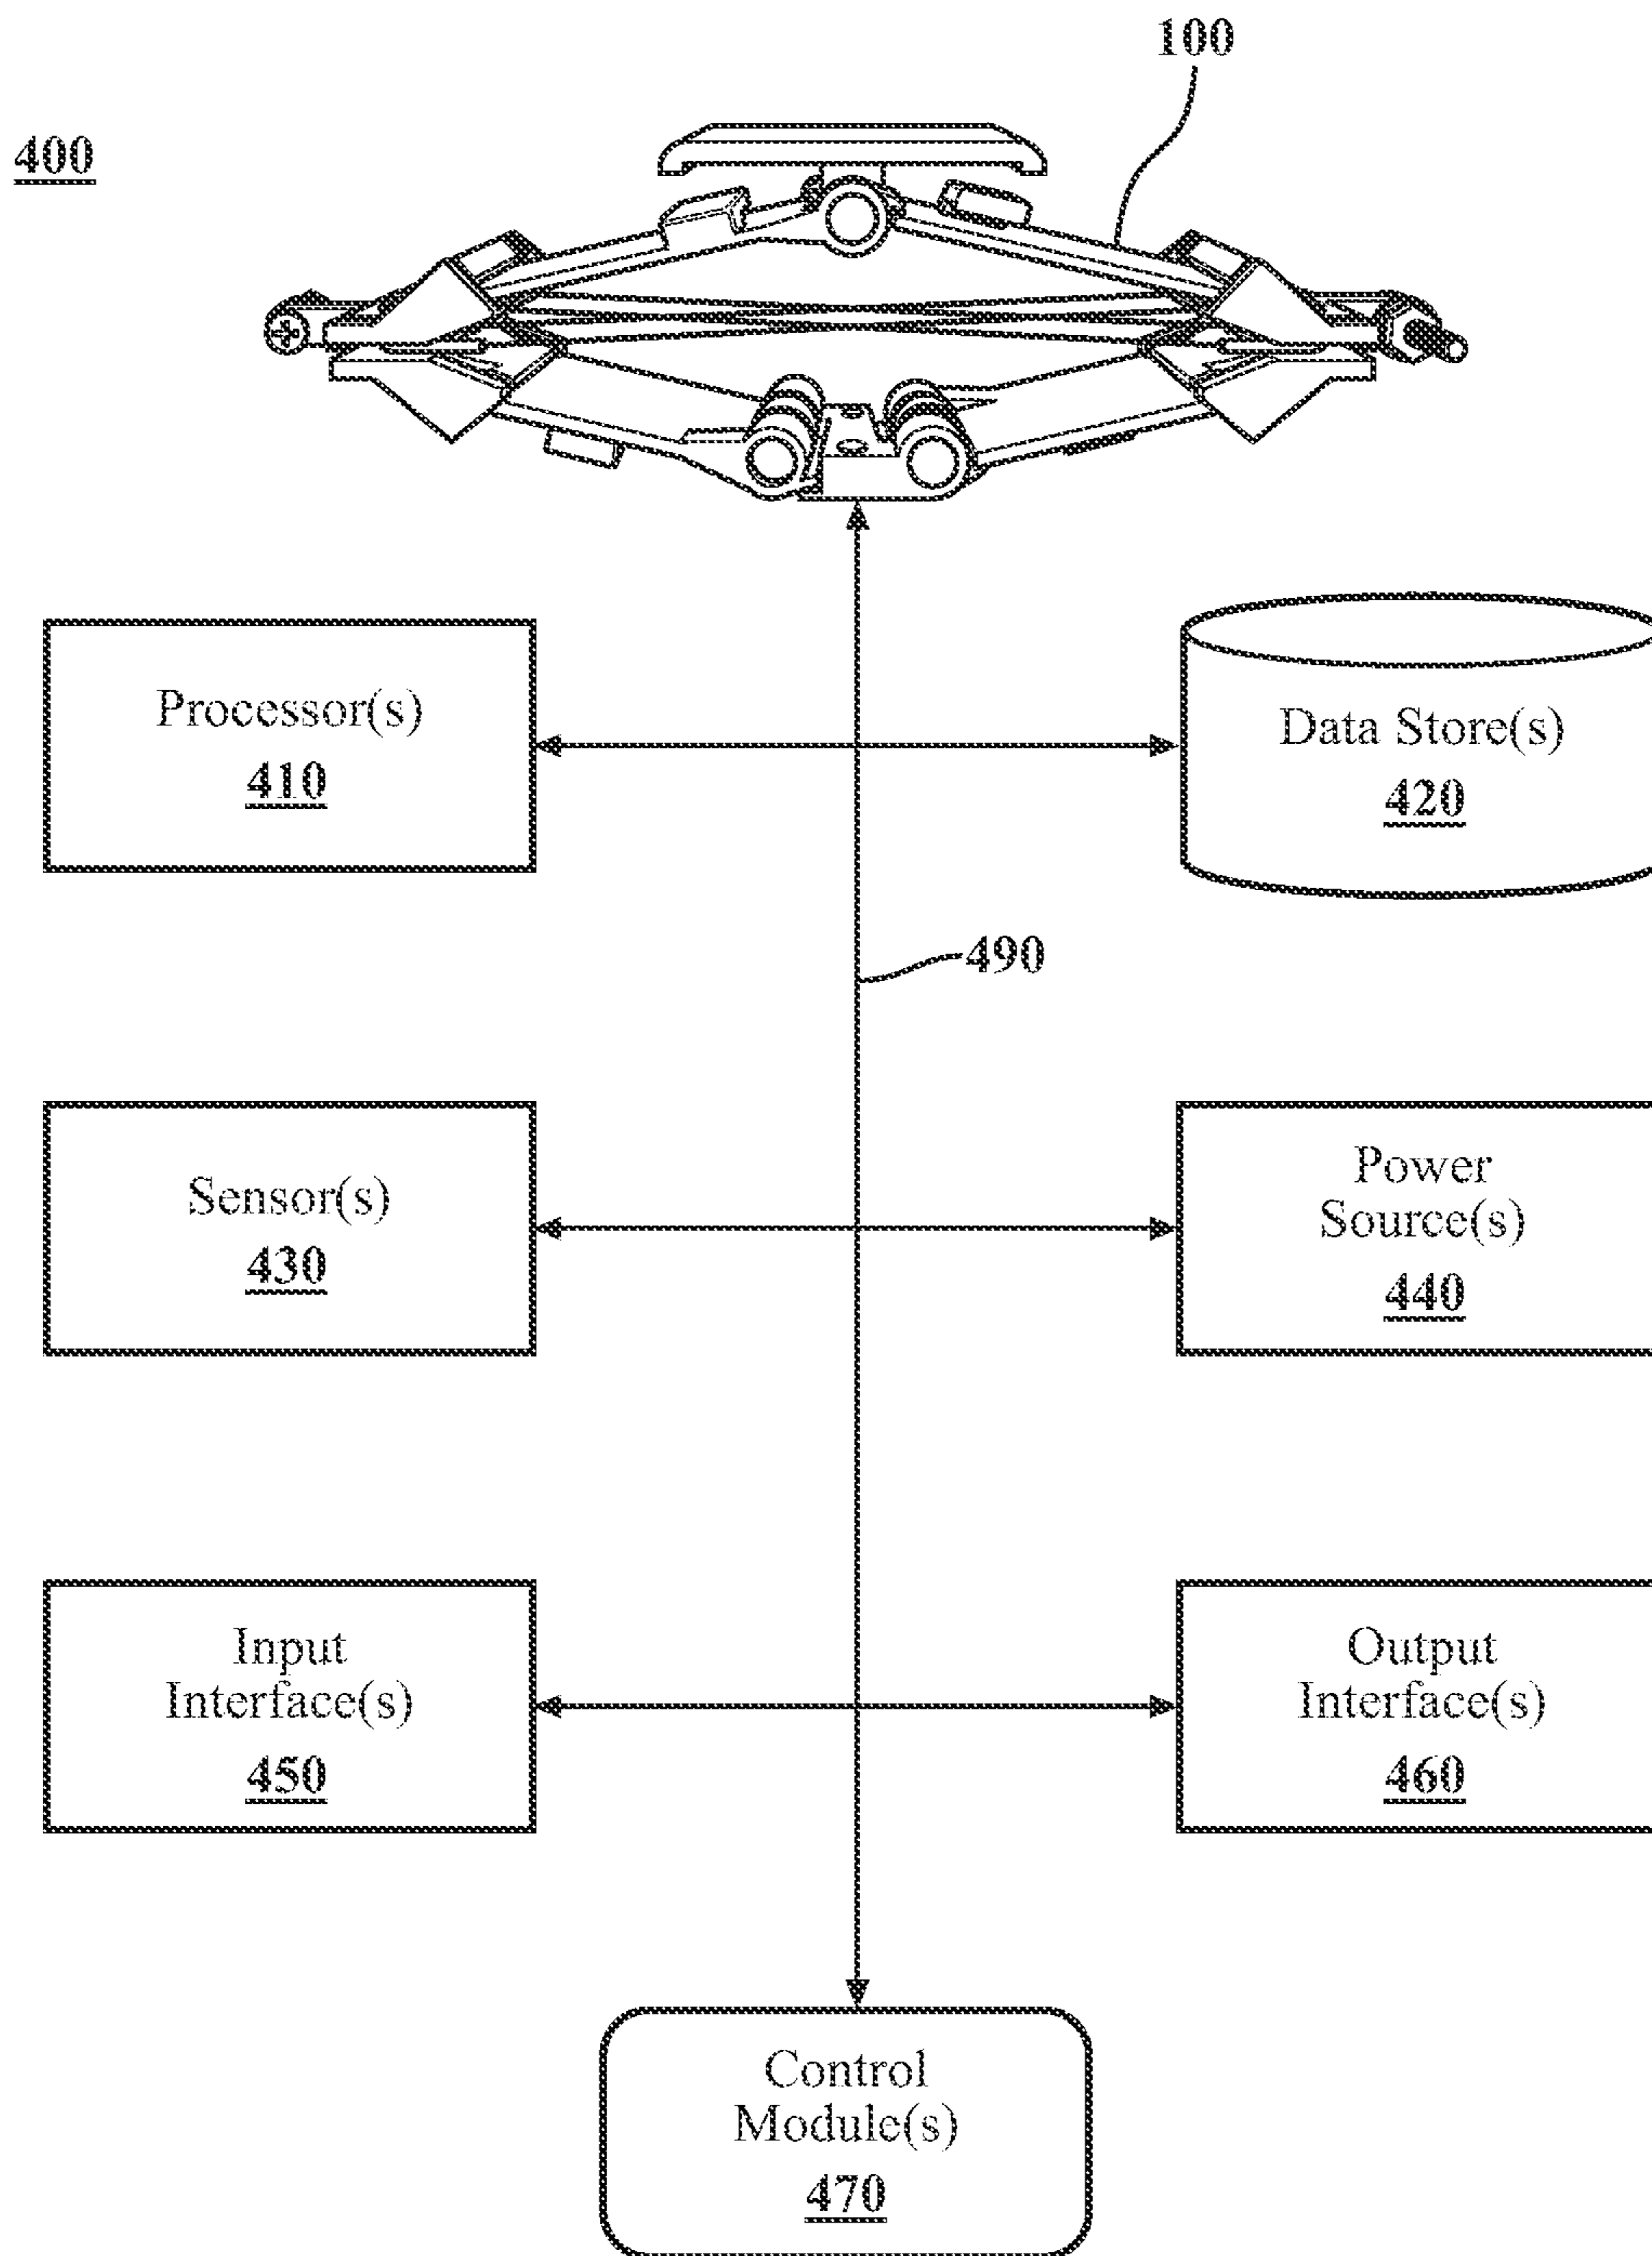 100
400
Processor(s)
410
Data Store(s)
420
490
Sensor(s)
430
Power
Source(s)
440
Input
Interface(s)
450
Output
Interface(s)
460
Control
Module(s)
470